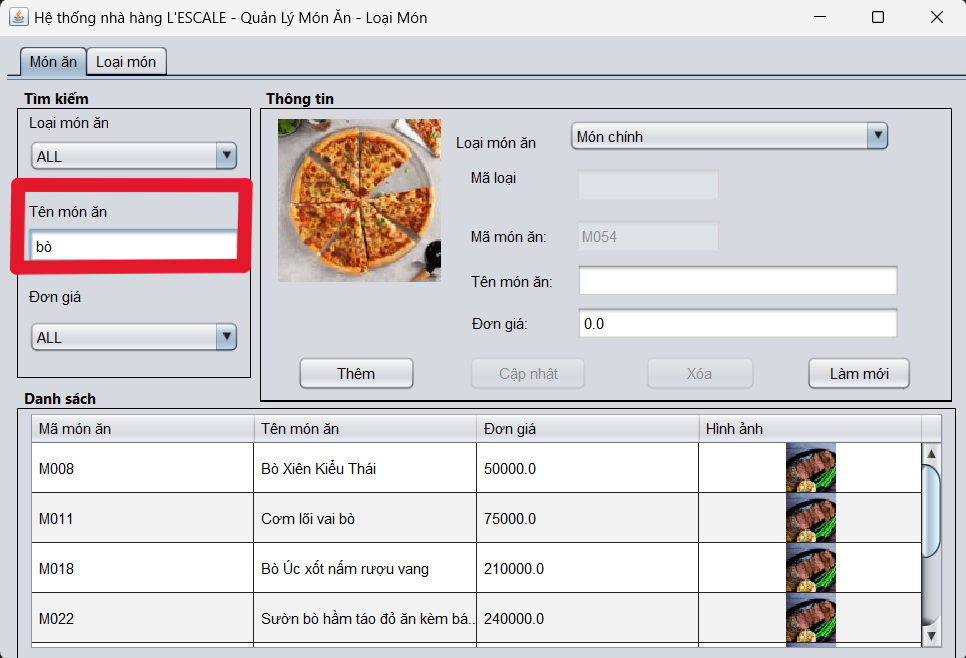 Hệ thống nhà hàng L'ESCALE - Quản Lý Món Ăn - Loại Món
Món ăn Loại món
Tìm kiếm
Loại món ăn
ALL
Tên món ăn
bò
Đơn giá
ALL
Thông tin
Loại món ăn Món chính
Mã loại
Mã món ăn: M054
Tên món ăn:
Đơn giá: 0.0
Thêm Cập nhật Xóa Làm mới
Danh sách
Mã món ăn Tên món ăn Đơn giá Hình ảnh
M008 Bò Xiên Kiểu Thái 50000.0
M011 Cơm lõi vai bò 75000.0
M018 Bò Úc xốt nấm rượu vang 210000.0
M022 Sườn bò hầm táo đỏ ăn kèm bá... 240000.0